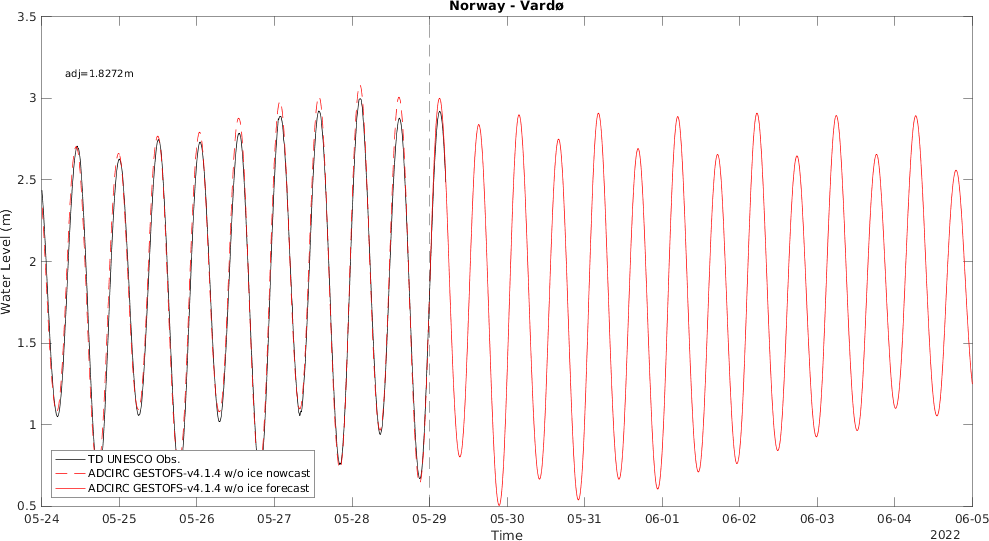 Norway - Vardø
3.5
adj=1.8272m
3
2.5
2
1.5
1
0.5
Water Level (m)
TD UNESCO Obs.
ADCIRC GESTOFS-v4.1.4 w/o ice nowcast
ADCIRC GESTOFS-v4.1.4 w/o ice forecast
05-24 05-25 05-26 05-27 05-28 05-29 05-30 05-31 06-01 06-02 06-03 06-04 06-05
Time
2022